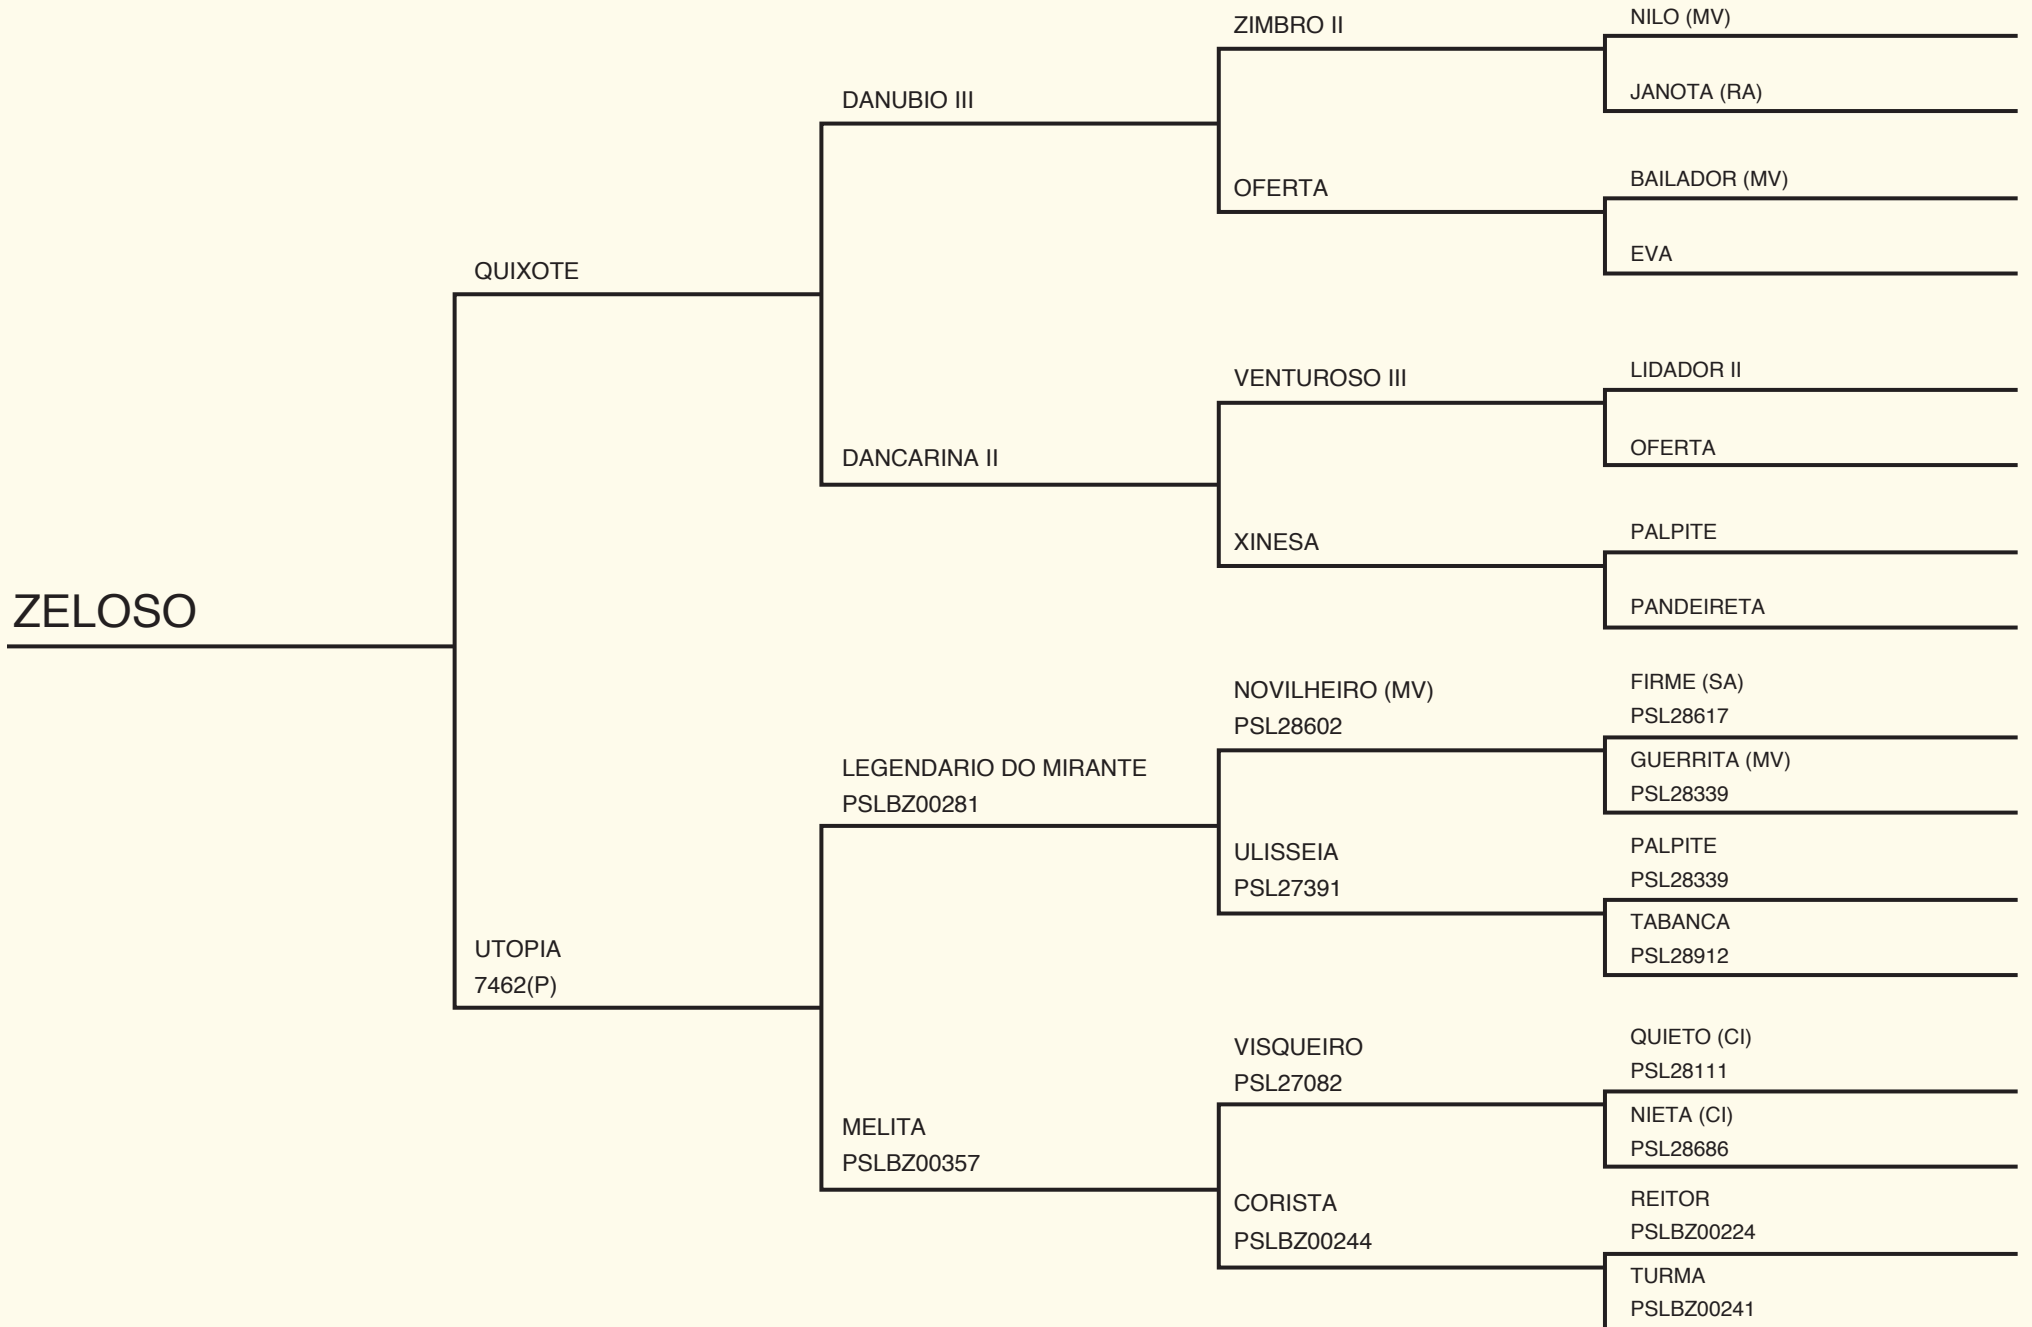 ZELOSO
QUIXOTE
UTOPIA
7462(P)
DANUBIO III
DANCARINA II
LEGENDARIO DO MIRANTE
PSLBZ00281
MELITA
PSLBZ00357
ZIMBRO II
OFERTA
VENTUROSO III
XINESA
NOVILHEIRO (MV)
PSL28602
ULISSEIA
PSL27391
VISQUEIRO
PSL27082
CORISTA
PSLBZ00244
NILO (MV)
JANOTA (RA)
BAILADOR (MV)
EVA
LIDADOR II
OFERTA
PALPITE
PANDEIRETA
FIRME (SA)
PSL28617
GUERRITA (MV)
PSL28339
PALPITE
PSL28339
TABANCA
PSL28912
QUIETO (CI)
PSL28111
NIETA (CI)
PSL28686
REITOR
PSLBZ00224
TURMA
PSLBZ00241